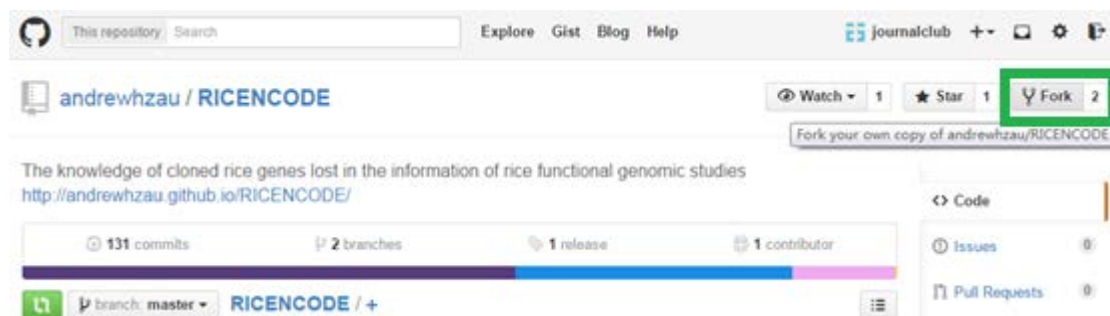 This repository Search Explore Gist Blog Help journalclub
andrewhzau / RICENCODE Watch 1 Star 1 Fork 2
Fork your own copy of andrewhzau/RICENCODE
The knowledge of cloned rice genes lost in the information of rice functional genomic studies
http://andrewhzau.github.io/RICENCODE/
<> Code
131 commits 2 branches 1 release 1 contributor
Issues 0
branch: master RICENCODE / +
Pull Requests 0